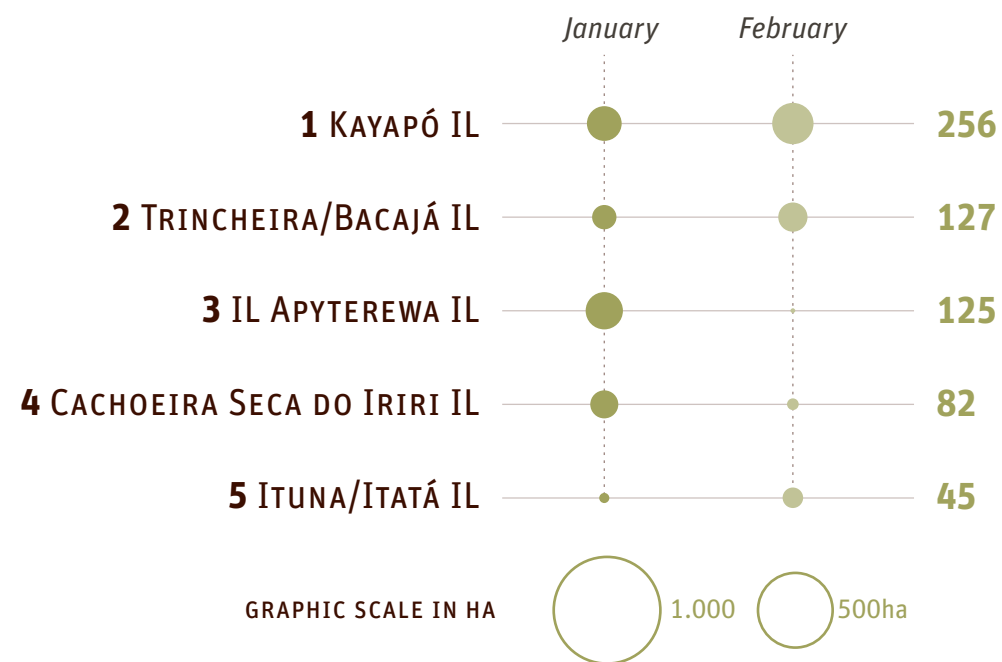 January February
1 Kayapó IL 256
2 Trincheira/Bacajá IL 127
3 IL Apyterewa IL 125
4 Cachoeira Seca do Iriri IL 82
5 Ituna/Itatá IL 45
GRAPHIC SCALE IN HA 1.000 500ha